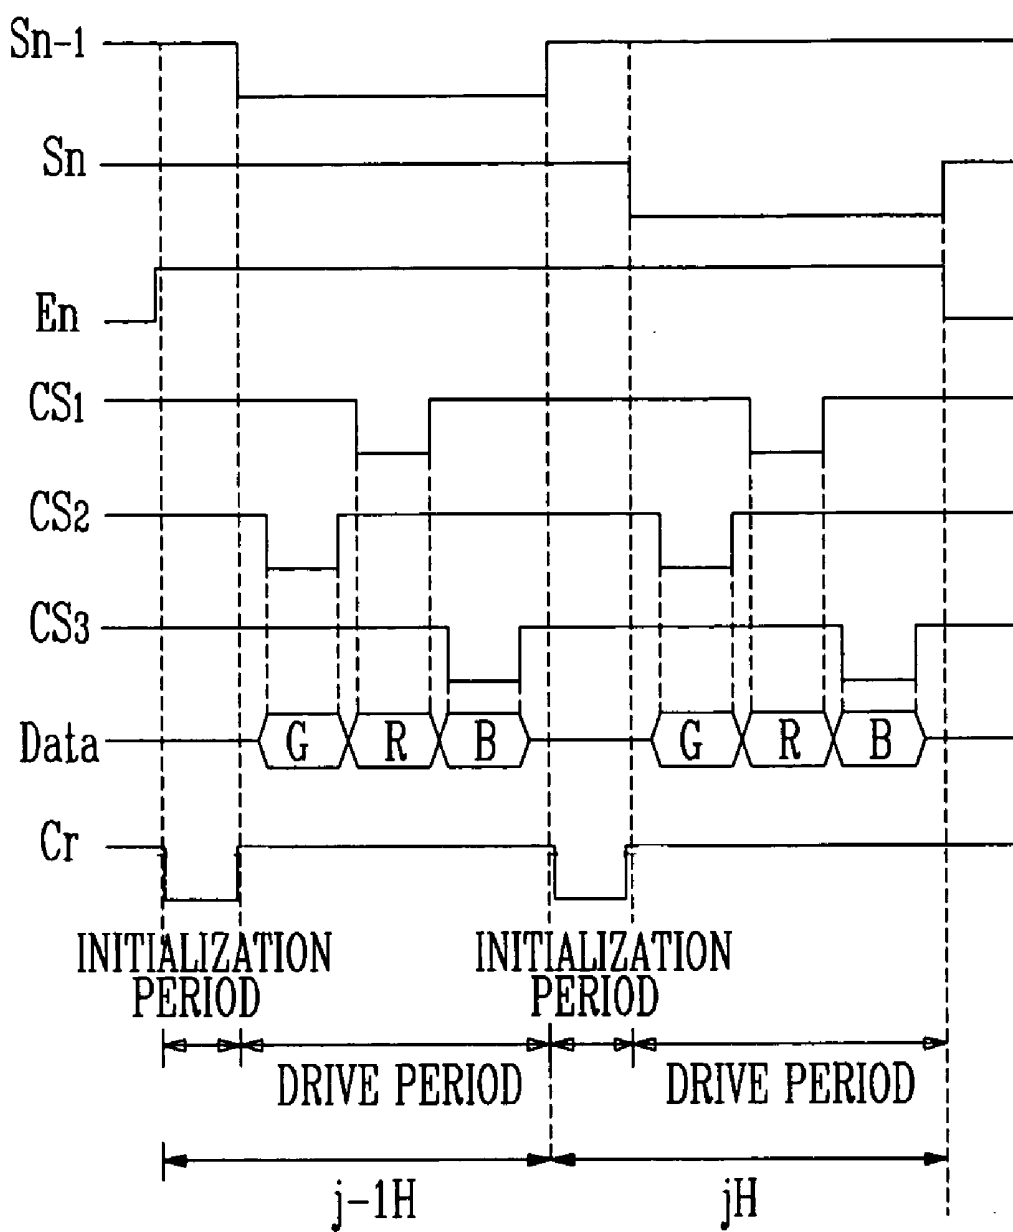 Sn-1
Sn
En
CS1
CS2
CS3
Data G R B G R B
Cr
INITIALIZATION PERIOD INITIALIZATION PERIOD
DRIVE PERIOD DRIVE PERIOD
j-1H jH